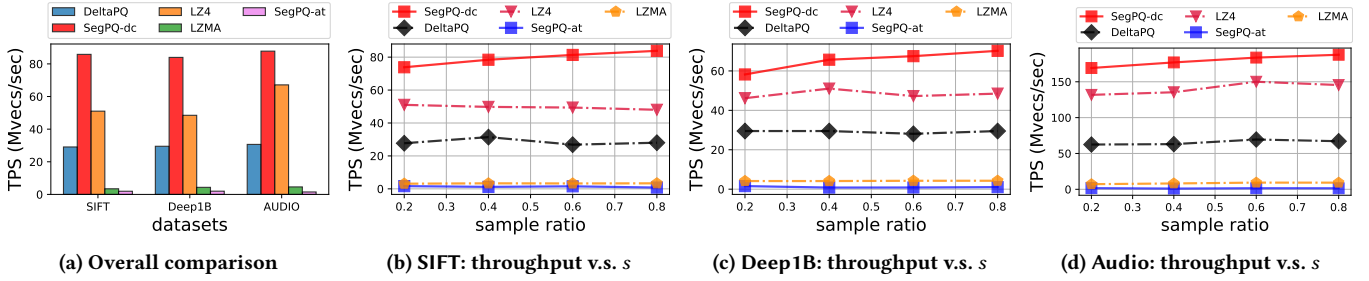 DeltaPQ LZ4 SegPQ-at
SegPQ-dc LZMA
TPS (Mvecs/sec)
80
60
40
20
0
SIFT Deep1B AUDIO
datasets
(a) Overall comparison
SegPQ-dc LZ4 LZMA
DeltaPQ SegPQ-at
TPS (Mvecs/sec)
80
60
40
20
0
0.2 0.3 0.4 0.5 0.6 0.7 0.8
sample ratio
(b) SIFT: throughput v.s. s
SegPQ-dc LZ4 LZMA
DeltaPQ SegPQ-at
TPS (Mvecs/sec)
60
40
20
0
0.2 0.3 0.4 0.5 0.6 0.7 0.8
sample ratio
(c) Deep1B: throughput v.s. s
SegPQ-dc LZ4 LZMA
DeltaPQ SegPQ-at
TPS (Mvecs/sec)
150
100
50
0
0.2 0.3 0.4 0.5 0.6 0.7 0.8
sample ratio
(d) Audio: throughput v.s. s